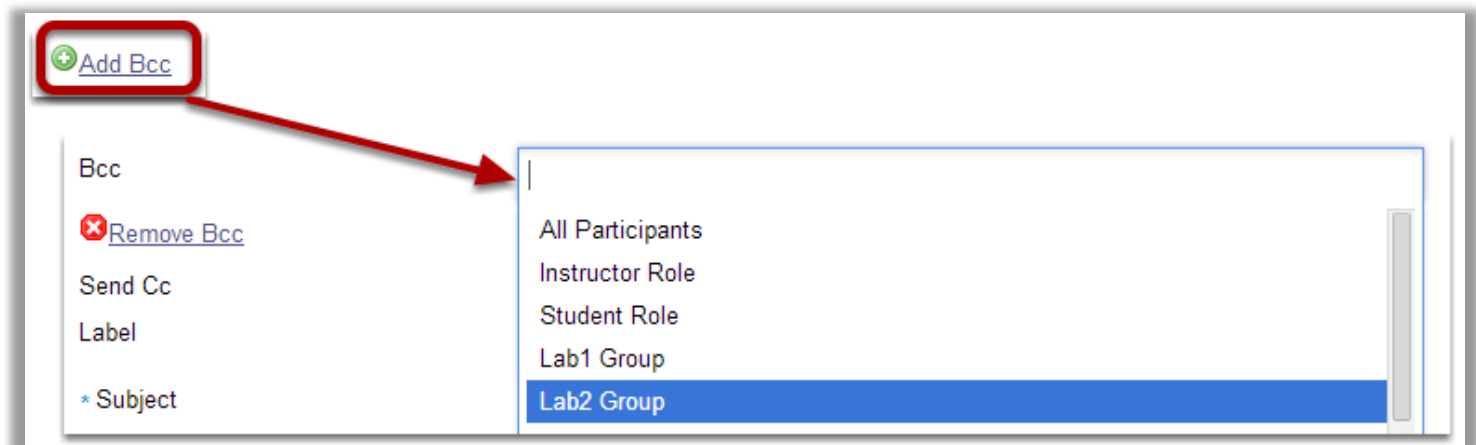 Add Bcc
Bcc
Remove Bcc
Send Cc
Label
* Subject
All Participants
Instructor Role
Student Role
Lab1 Group
Lab2 Group